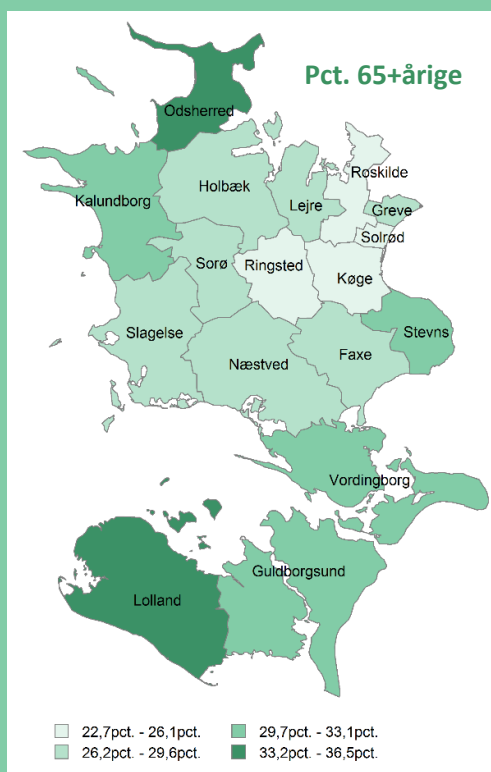 Pct. 65+årige
Odsherred
Røskilde
Holbæk
Kalundborg
Lejre
Greve
Solrød
Sorø
Ringsted
Køge
Slagelse
Stevns
Faxe
Næstved
Vordingborg
Guldborgsund
Lolland
22,7pct. - 26,1pct.
29,7pct. - 33,1pct.
26,2pct. - 29,6pct.
33,2pct. - 36,5pct.